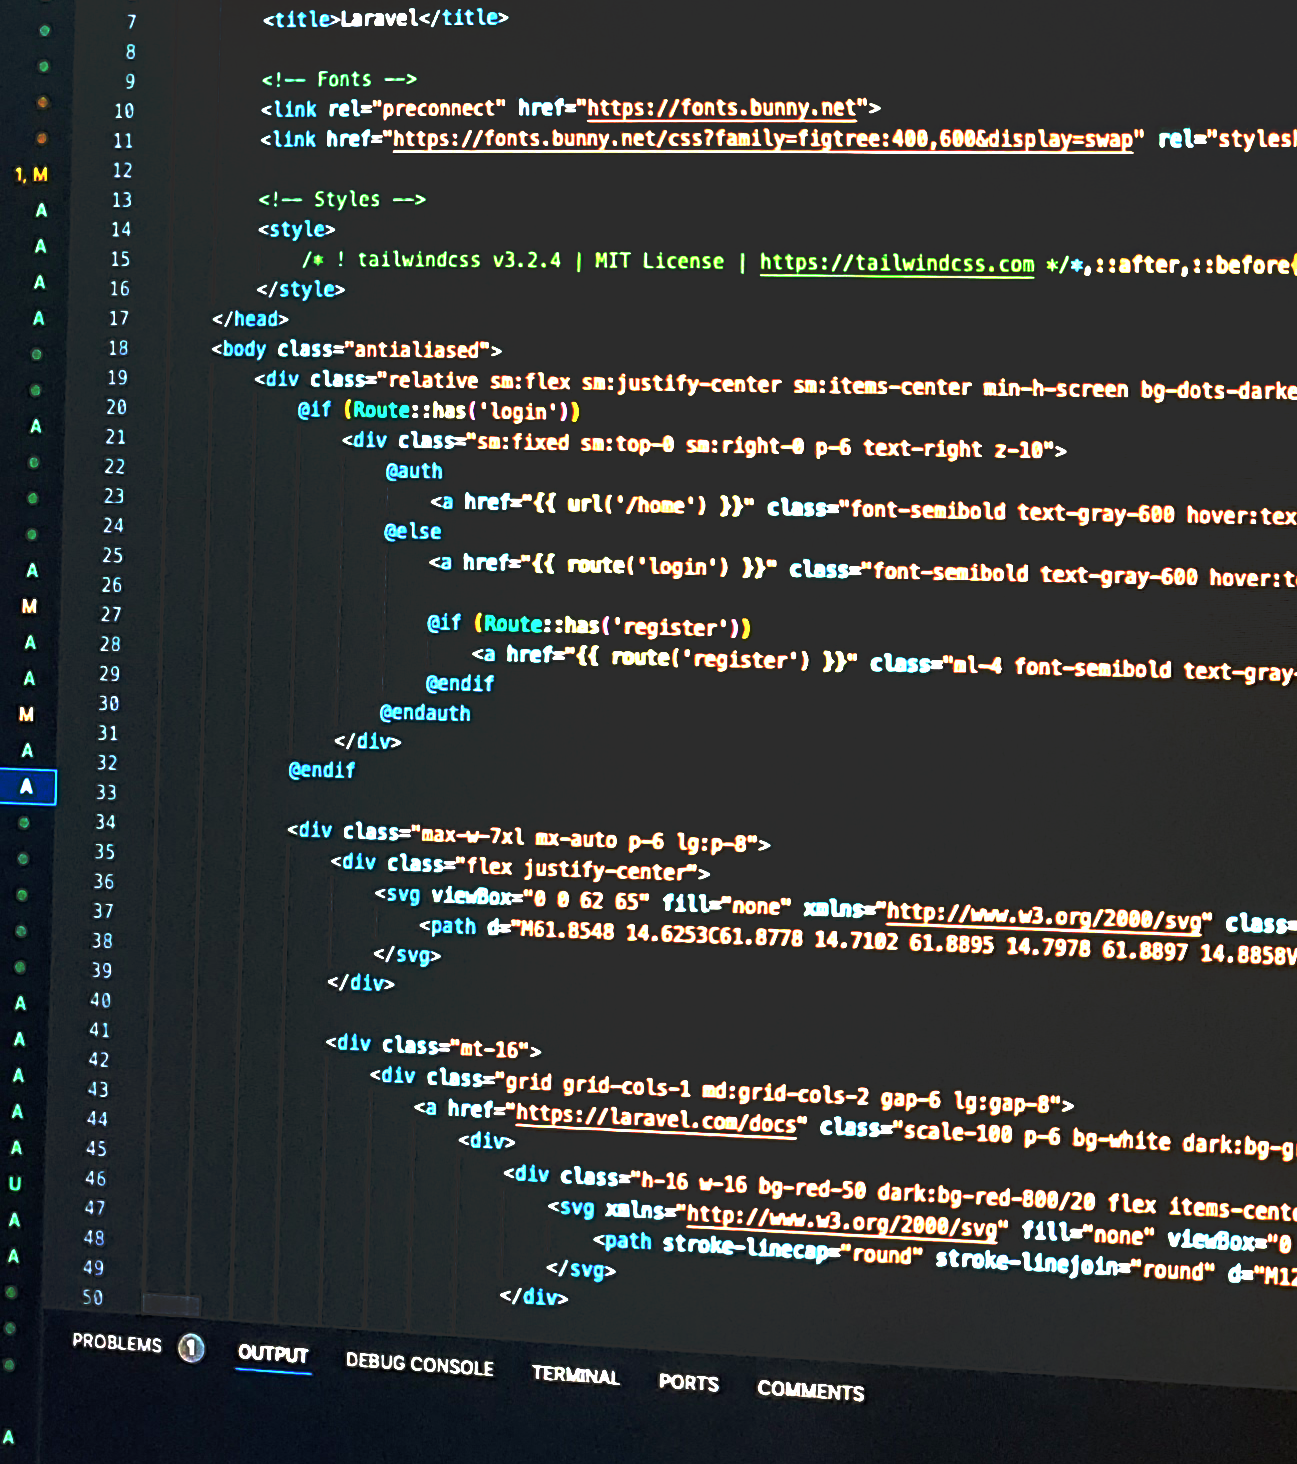 7 <title>Laravel</title>
8
9 <!-- Fonts -->
10 <link rel="preconnect" href="https://fonts.bunny.net">
11 <link href="https://fonts.bunny.net/css?family=figtree:400,600&display=swap" rel="stylesh
1, M 12
A 13 <!-- Styles -->
14 <style>
A 15 /* ! tailwindcss v3.2.4 | MIT License | https://tailwindcss.com */*,::after,::before{
A 16 </style>
A 17 </head>
18 <body class="antialiased">
19 <div class="relative sm:flex sm:justify-center sm:items-center min-h-screen bg-dots-darke
20 @if (Route::has('login'))
A 21 <div class="sm:fixed sm:top-0 sm:right-0 p-6 text-right z-10">
22 @auth
23 <a href="{{ url('/home') }}" class="font-semibold text-gray-600 hover:tex
24 @else
25 <a href="{{ route('login') }}" class="font-semibold text-gray-600 hover:t
A 26
M 27 @if (Route::has('register'))
A 28 <a href="{{ route('register') }}" class="ml-4 font-semibold text-gray-
A 29 @endif
M 30 @endauth
A 31 </div>
32 @endif
A 33
34 <div class="max-w-7xl mx-auto p-6 lg:p-8">
35 <div class="flex justify-center">
36 <svg viewBox="0 0 62 65" fill="none" xmlns="http://www.w3.org/2000/svg" class=
37 <path d="M61.8548 14.6253C61.8778 14.7102 61.8895 14.7978 61.8897 14.8858V
38 </svg>
39 </div>
A 40
A 41 <div class="mt-16">
42 <div class="grid grid-cols-1 md:grid-cols-2 gap-6 lg:gap-8">
A 43 <a href="https://laravel.com/docs" class="scale-100 p-6 bg-white dark:bg-g
A 44 <div>
A 45 <div class="h-16 w-16 bg-red-50 dark:bg-red-800/20 flex items-cente
U 46 <svg xmlns="http://www.w3.org/2000/svg" fill="none" viewBox="0
A 47 <path stroke-linecap="round" stroke-linejoin="round" d="M12
A 48 </svg>
49 </div>
50
PROBLEMS 1 OUTPUT DEBUG CONSOLE TERMINAL PORTS COMMENTS
A